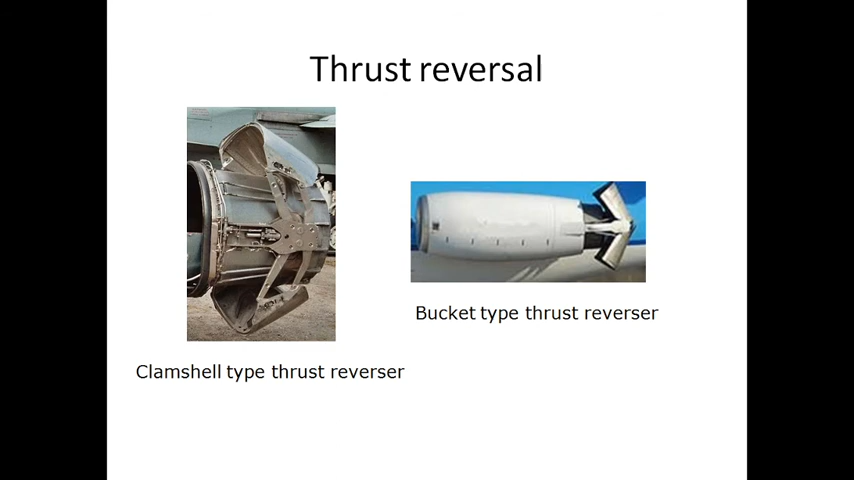 Thrust reversal
Bucket type thrust reverser
Clamshell type thrust reverser